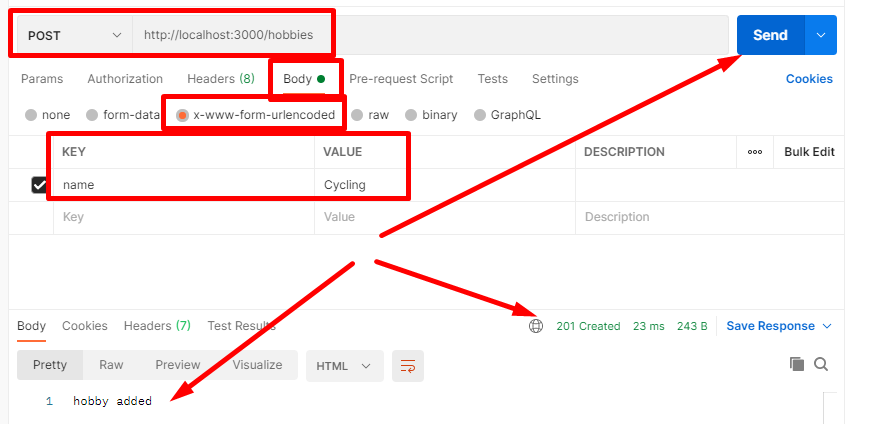 POST http://localhost:3000/hobbies Send
Params Authorization Headers (8) Body Pre-request Script Tests Settings Cookies
none form-data x-www-form-urlencoded raw binary GraphQL
KEY VALUE DESCRIPTION Bulk Edit
name Cycling
Key Value Description
Body Cookies Headers (7) Test Results 201 Created 23 ms 243 B Save Response
Pretty Raw Preview Visualize HTML
1 hobby added